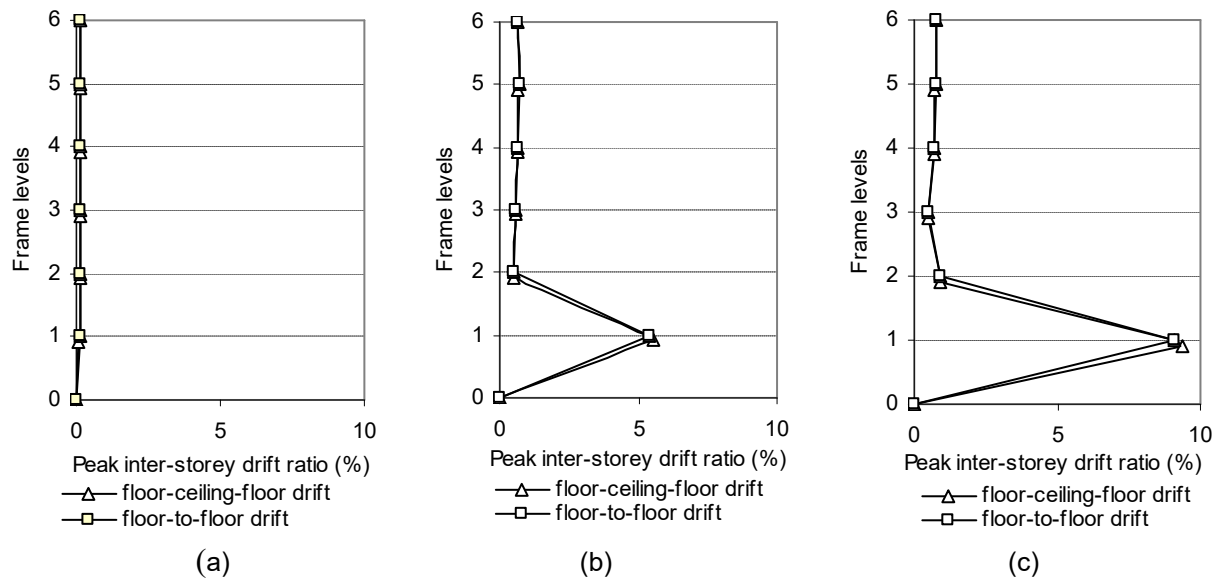 6
5
4
3
2
1
0
Frame levels
0 5 10
Peak inter-storey drift ratio (%)
floor-ceiling-floor drift
floor-to-floor drift
(a)
6
5
4
3
2
1
0
Frame levels
0 5 10
Peak inter-storey drift ratio (%)
floor-ceiling-floor drift
floor-to-floor drift
(b)
6
5
4
3
2
1
0
Frame levels
0 5 10
Peak inter-storey drift ratio (%)
floor-ceiling-floor drift
floor-to-floor drift
(c)